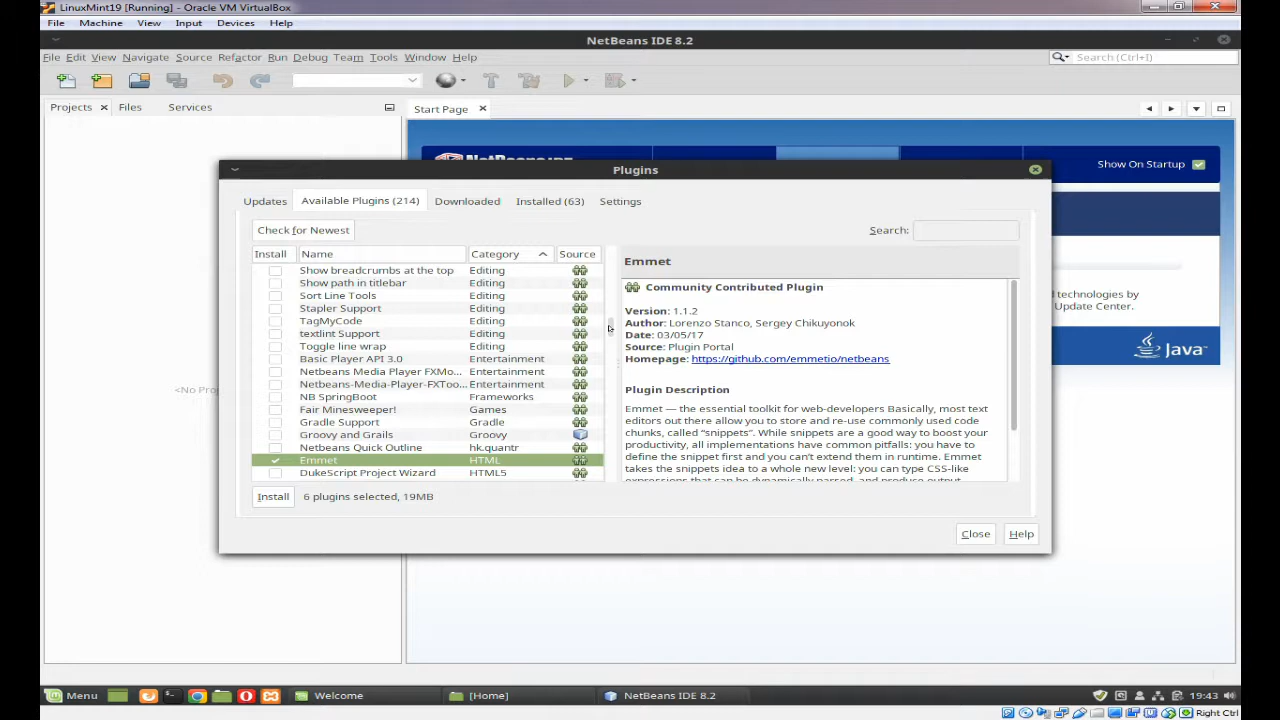 LinuxMint19 [Running] - Oracle VM VirtualBox
File Machine View Input Devices Help
NetBeans IDE 8.2
File Edit View Navigate Source Refactor Run Debug Team Tools Window Help
Search (Ctrl+I)
Projects Files Services
Start Page
Show On Startup
Plugins
Updates Available Plugins (214) Downloaded Installed (63) Settings
Check for Newest
Search:
Install Name Category Source
Show breadcrumbs at the top Editing
Show path in titlebar Editing
Sort Line Tools Editing
Stapler Support Editing
TagMyCode Editing
textlint Support Editing
Toggle line wrap Editing
Basic Player API 3.0 Entertainment
Netbeans Media Player FXMo... Entertainment
Netbeans-Media-Player-FXToo... Entertainment
NB SpringBoot Frameworks
Fair Minesweeper! Games
Gradle Support Gradle
Groovy and Grails Groovy
Netbeans Quick Outline hk.quantr
Emmet HTML
DukeScript Project Wizard HTML5
Emmet
Community Contributed Plugin
Version: 1.1.2
Author: Lorenzo Stanco, Sergey Chikuyonok
Date: 03/05/17
Source: Plugin Portal
Homepage: https://github.com/emmetio/netbeans
Plugin Description
Emmet — the essential toolkit for web-developers Basically, most text
editors out there allow you to store and re-use commonly used code
chunks, called “snippets”. While snippets are a good way to boost your
productivity, all implementations have common pitfalls: you have to
define the snippet first and you can’t extend them in runtime. Emmet
takes the snippets idea to a whole new level: you can type CSS-like
expressions that can be dynamically parsed, and produce output
Install 6 plugins selected, 19MB
Close Help
<No Pro
d technologies by
Update Center.
Java
Menu Welcome [Home] NetBeans IDE 8.2 19:43
Right Ctrl